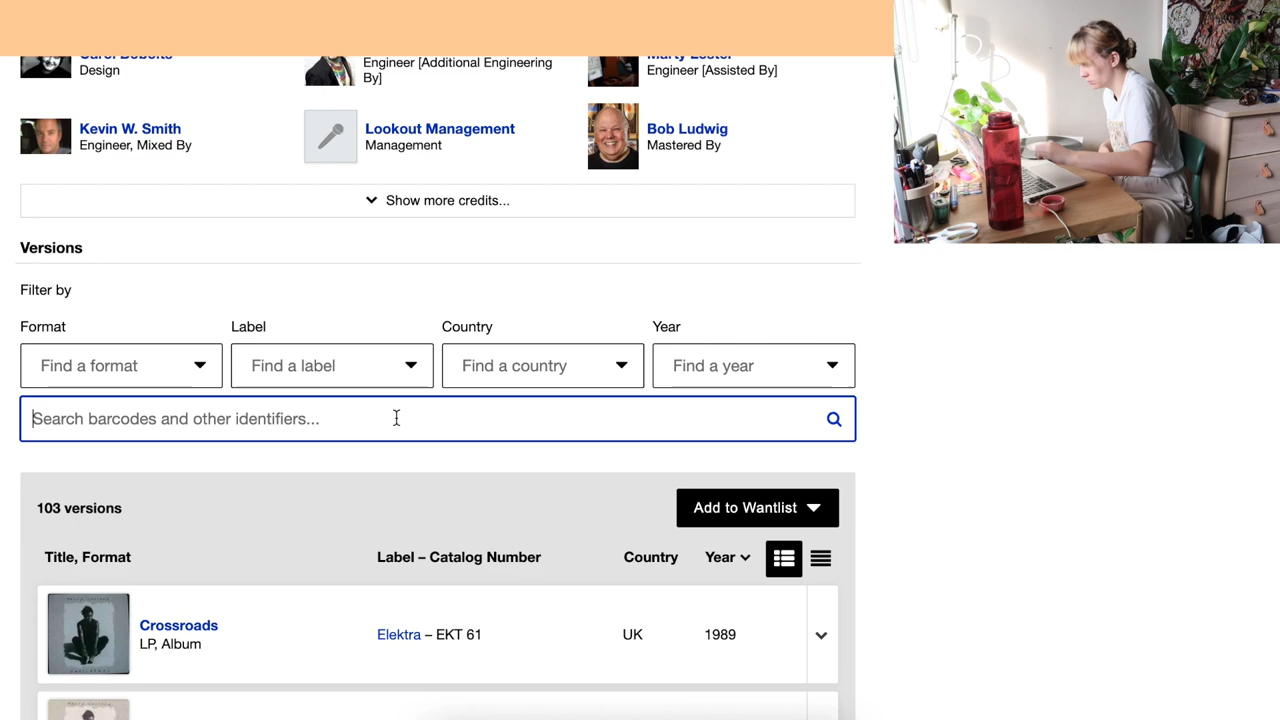 Carol Bobolts
Design
Engineer [Additional Engineering
By]
Engineer [Assisted By]
Kevin W. Smith
Engineer, Mixed By
Lookout Management
Management
Bob Ludwig
Mastered By
Show more credits...
Versions
Filter by
Format
Label
Country
Year
Find a format
Find a label
Find a country
Find a year
Search barcodes and other identifiers...
103 versions
Add to Wantlist
Title, Format
Label – Catalog Number
Country
Year
Crossroads
LP, Album
Elektra – EKT 61
UK
1989